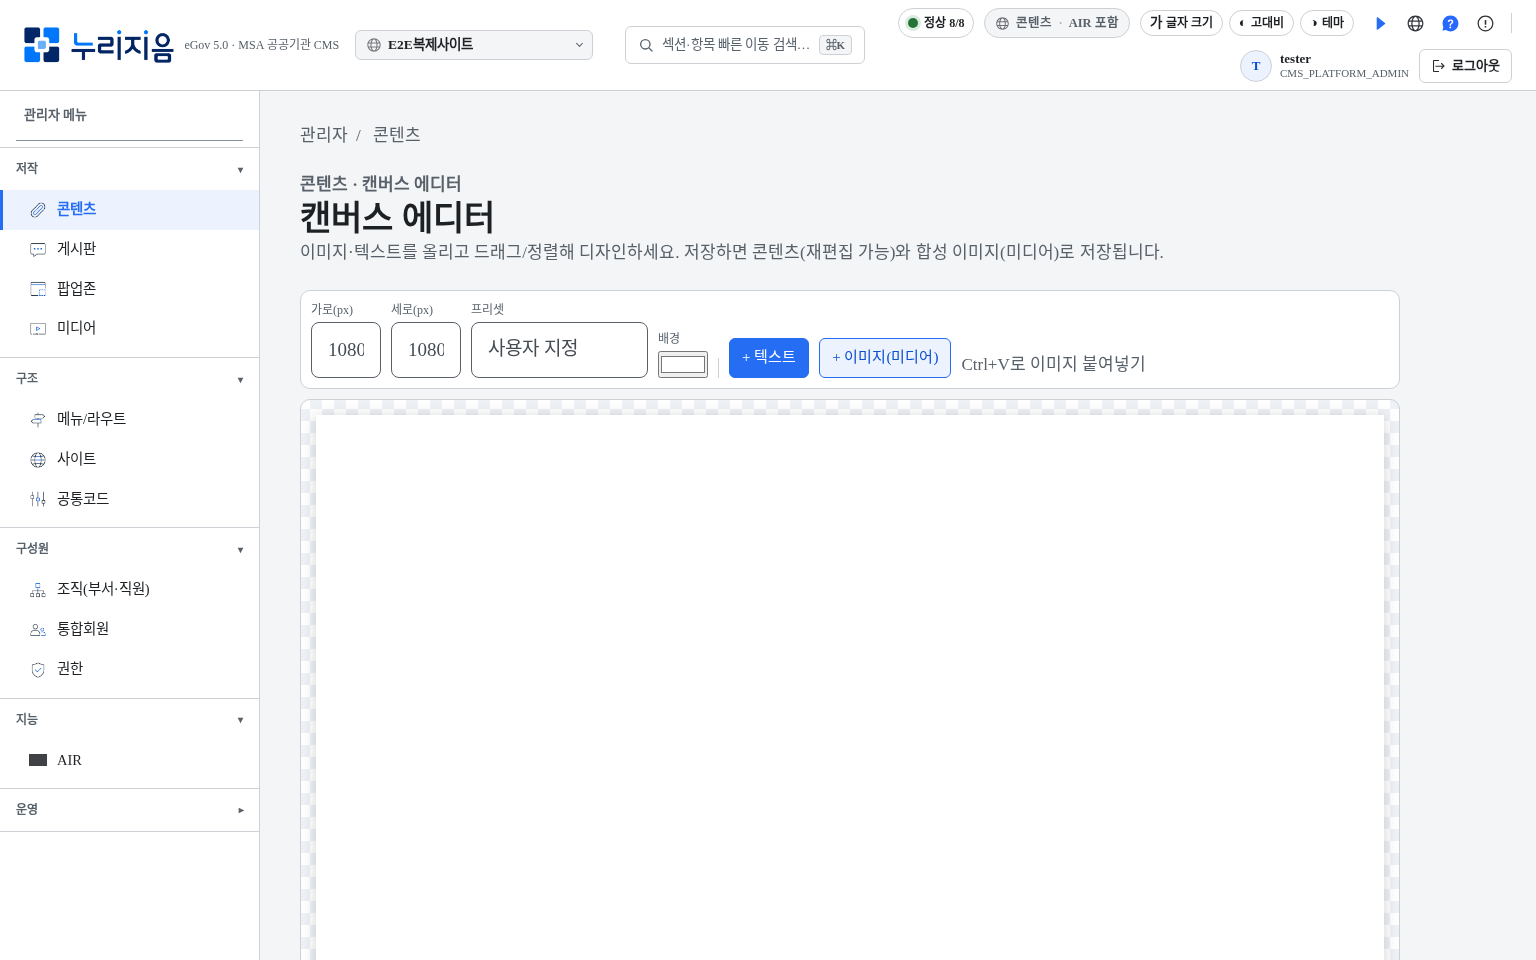 누리지음 eGov 5.0 · MSA 공공기관 CMS E2E복제사이트 섹션·항목 빠른 이동 검색… ⌘K
정상 8/8 콘텐츠 · AIR 포함 가 글자 크기 고대비 테마
T tester
CMS_PLATFORM_ADMIN
로그아웃
관리자 메뉴
저작
콘텐츠
게시판
팝업존
미디어
구조
메뉴/라우트
사이트
공통코드
구성원
조직(부서·직원)
통합회원
권한
지능
AIR
운영
관리자 / 콘텐츠
콘텐츠 · 캔버스 에디터
캔버스 에디터
이미지·텍스트를 올리고 드래그/정렬해 디자인하세요. 저장하면 콘텐츠(재편집 가능)와 합성 이미지(미디어)로 저장됩니다.
가로(px) 세로(px) 프리셋 배경
1080 1080 사용자 지정
+ 텍스트 + 이미지(미디어) Ctrl+V로 이미지 붙여넣기